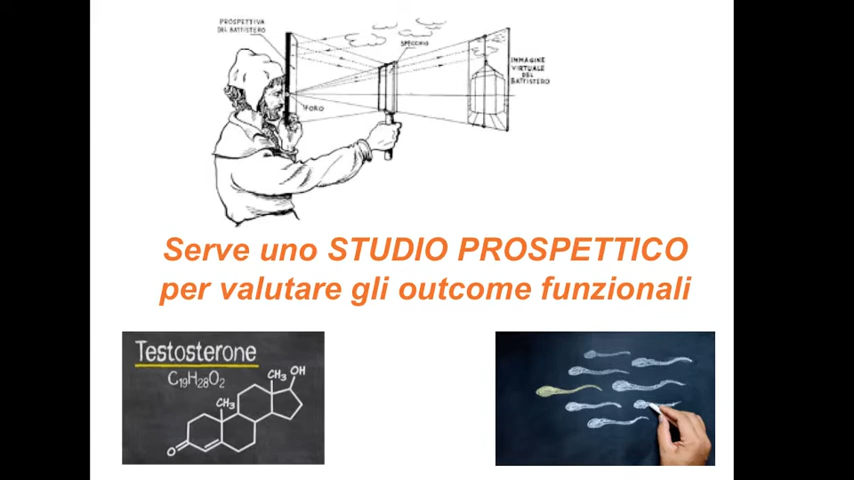 PROSPETTIVA
DEL BATTISTERO
SPECCHIO
IMMAGINE
VIRTUALE
DEL
BATTISTERO
FORO
Serve uno STUDIO PROSPETTICO
per valutare gli outcome funzionali
Testosterone
C19H28O2
OH
CH3
CH3
O